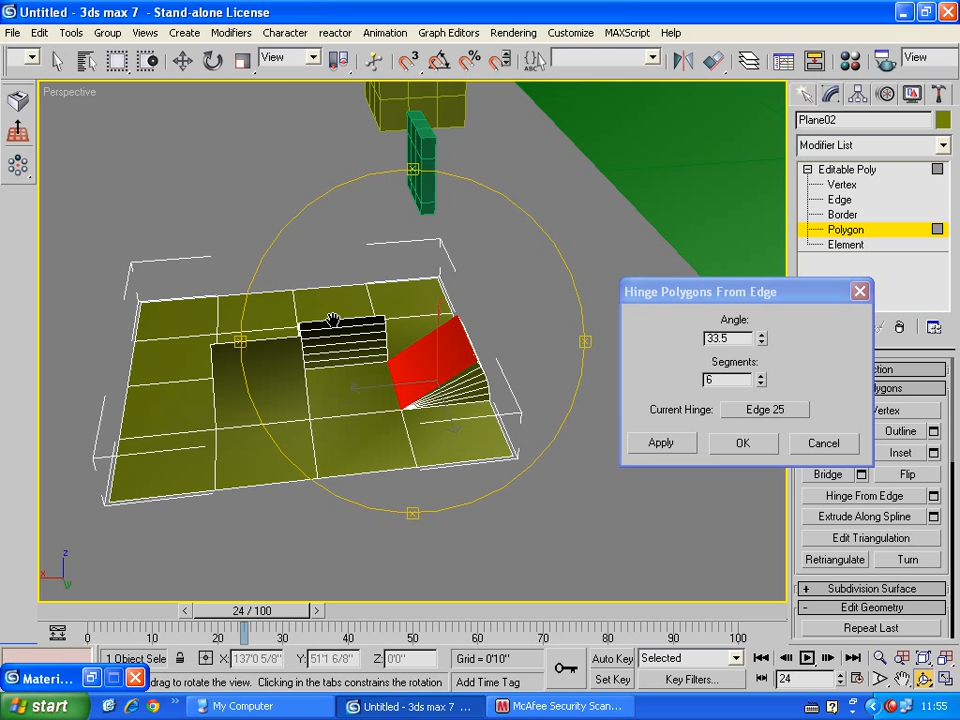 Untitled - 3ds max 7 - Stand-alone License
File Edit Tools Group Views Create Modifiers Character reactor Animation Graph Editors Rendering Customize MAXScript Help
View
View
Perspective
Plane02
Modifier List
Editable Poly
Vertex
Edge
Border
Polygon
Element
Hinge Polygons From Edge
Angle:
33.5
Segments:
6
Current Hinge: Edge 25
Apply OK Cancel
ction
lygons
Vertex
Outline
Inset
Bridge Flip
Hinge From Edge
Extrude Along Spline
Edit Triangulation
Retriangulate Turn
+ Subdivision Surface
- Edit Geometry
Repeat Last
z
x
y
< 24 / 100 >
0 10 20 30 40 50 60 70 80 90 100
1 Object Sele X: 137'0 5/8" Y: 51'1 6/8" Z: 0'0" Grid = 0'10" Auto Key Selected
Materi... drag to rotate the view. Clicking in the tabs constrains the rotation Add Time Tag Set Key Key Filters... 24
start My Computer Untitled - 3ds max 7 ... McAfee Security Scan... 11:55